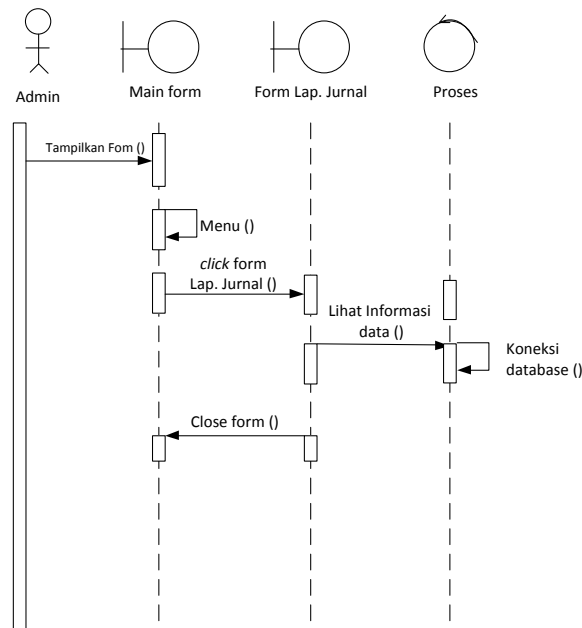 Admin
Main form
Form Lap. Jurnal
Proses
Tampilkan Fom ()
Menu ()
click form
Lap. Jurnal ()
Lihat Informasi
data ()
Koneksi
database ()
Close form ()